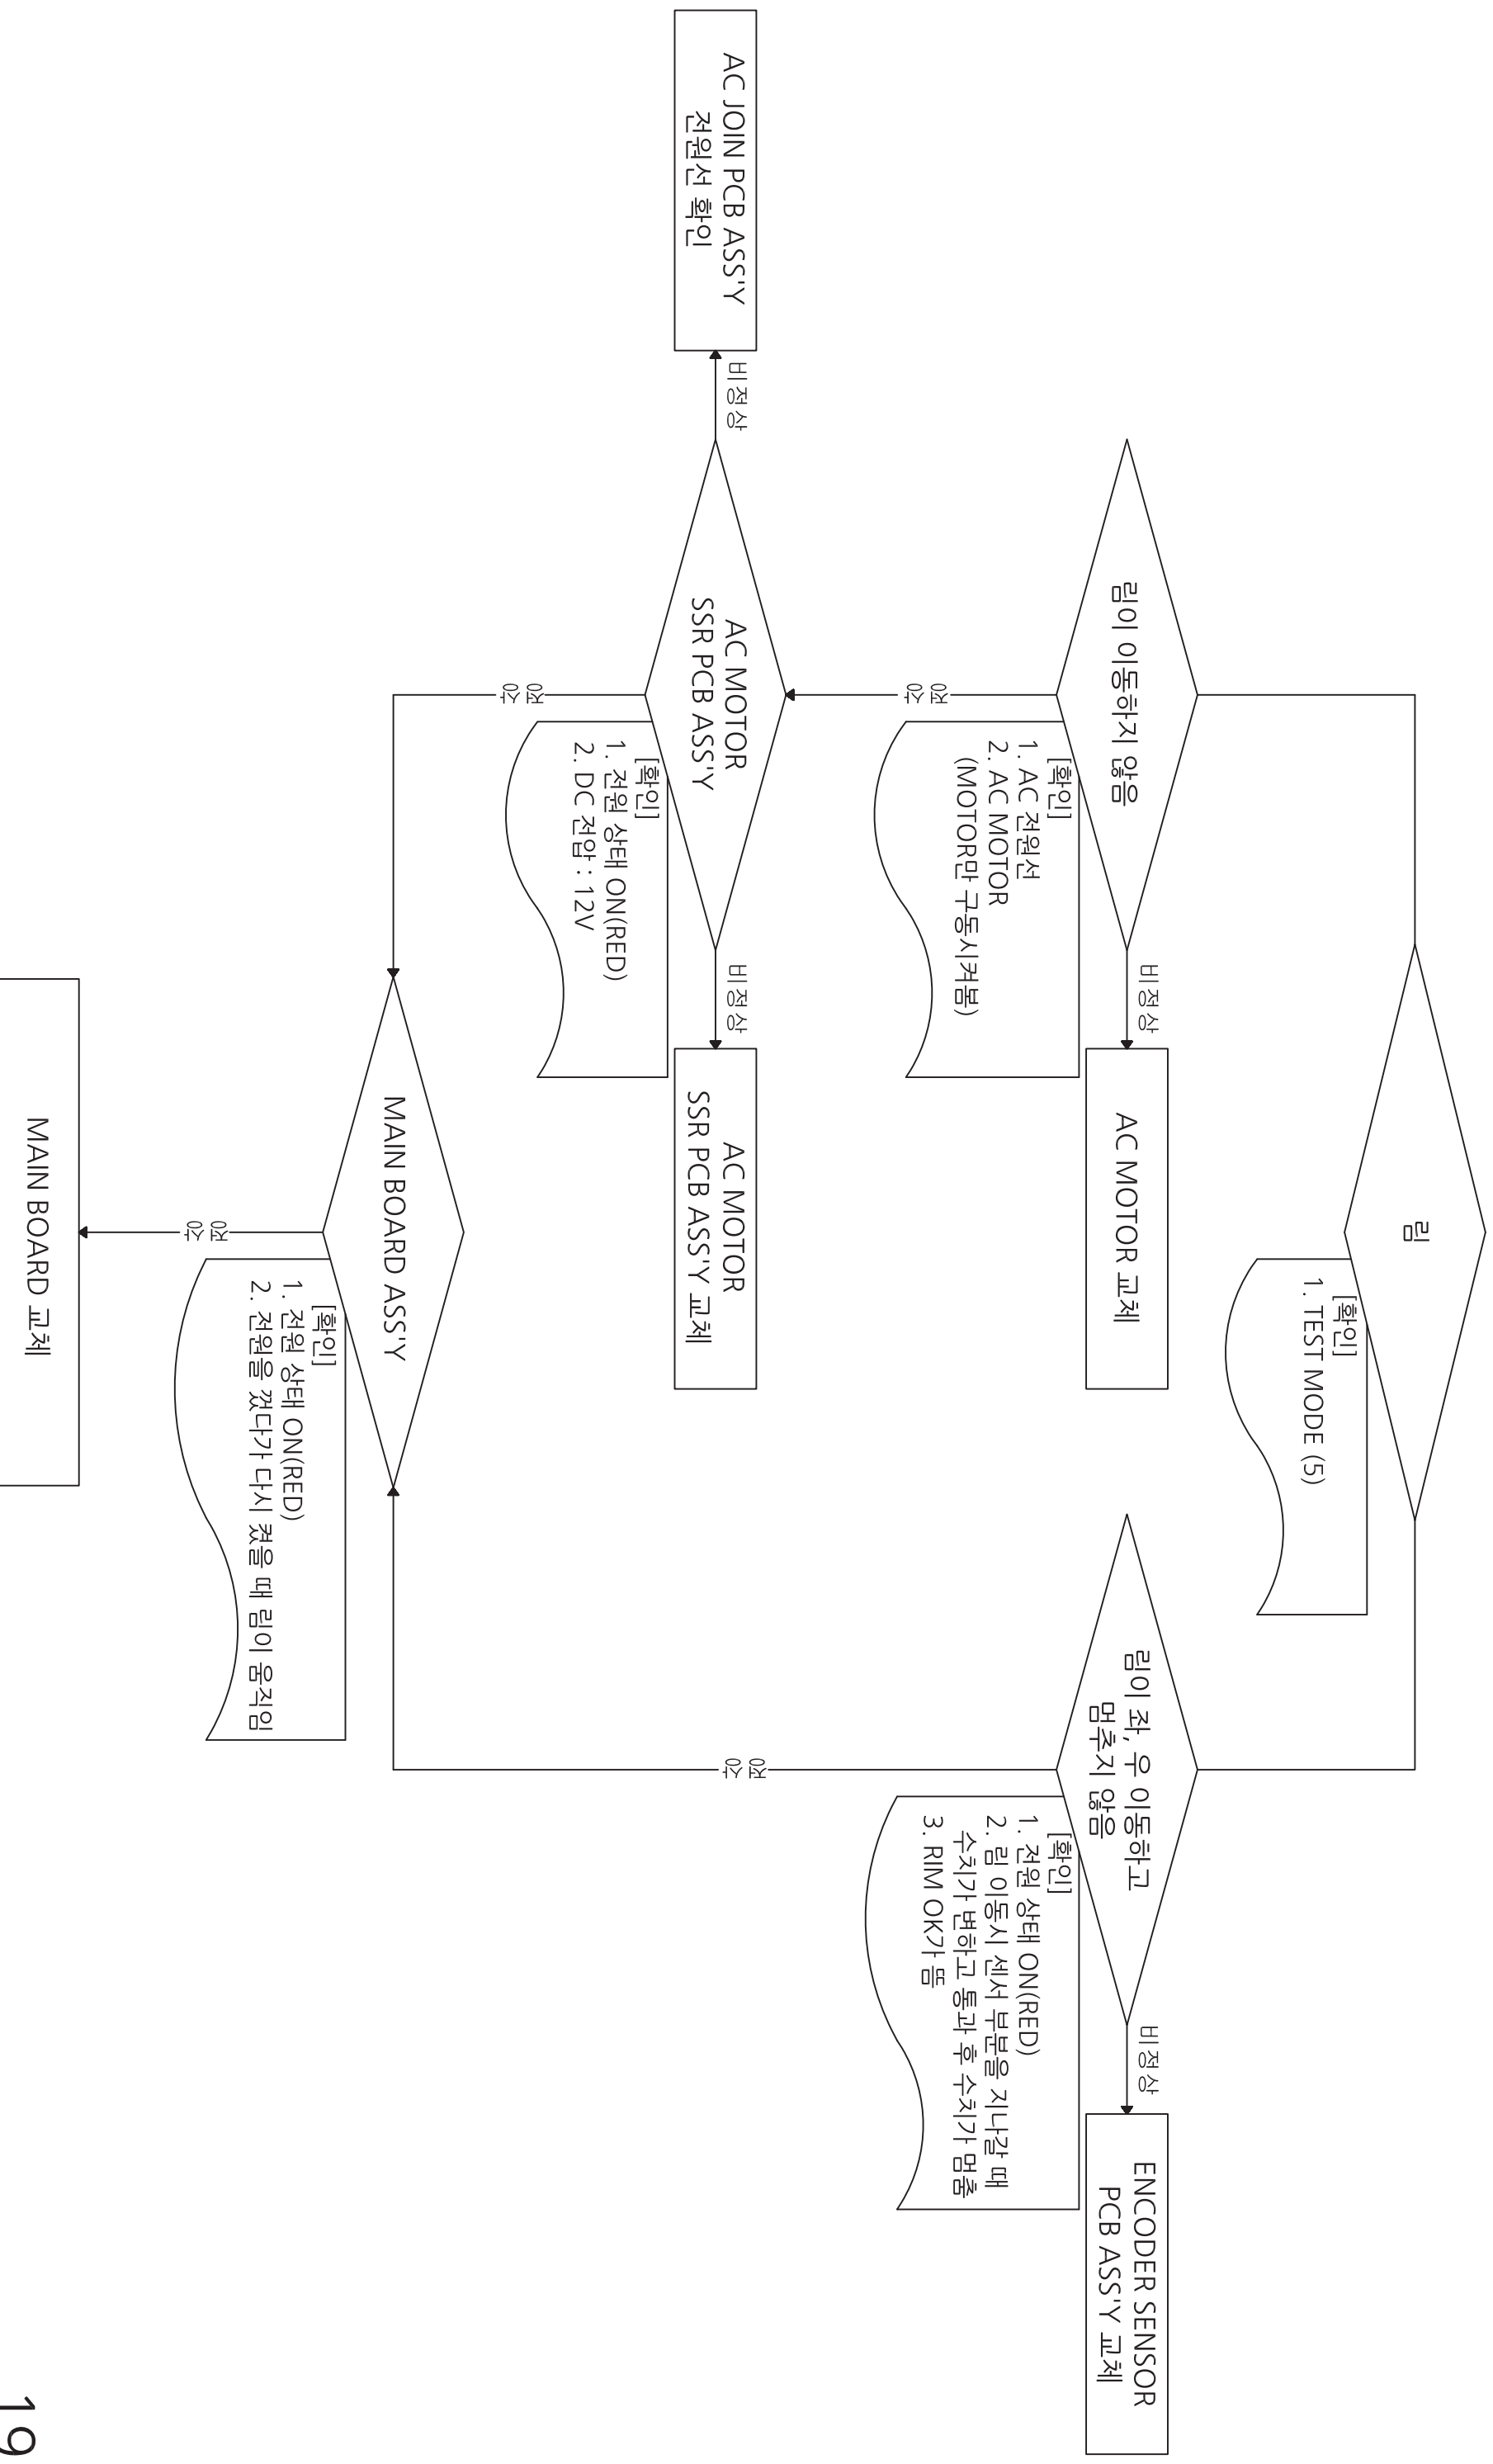 림
[확인]
1. TEST MODE (5)
림이 이동하지 않음
비정상
AC MOTOR 교체
[확인]
1. AC 전원선
2. AC MOTOR
(MOTOR만 구동시켜봄)
정상
림이 좌, 우 이동하고
멈추지 않음
비정상
ENCODER SENSOR
PCB ASS'Y 교체
[확인]
1. 전원 상태 ON(RED)
2. 림 이동시 센서 부분을 지나갈 때
수치가 변하고 통과 후 수치가 멈춤
3. RIM OK가 뜸
정상
AC JOIN PCB ASS'Y
전원선 확인
비정상
AC MOTOR
SSR PCB ASS'Y
비정상
AC MOTOR
SSR PCB ASS'Y 교체
[확인]
1. 전원 상태 ON(RED)
2. DC 전압 : 12V
정상
MAIN BOARD ASS'Y
[확인]
1. 전원 상태 ON(RED)
2. 전원을 껐다가 다시 켰을 때 림이 움직임
정상
MAIN BOARD 교체
19